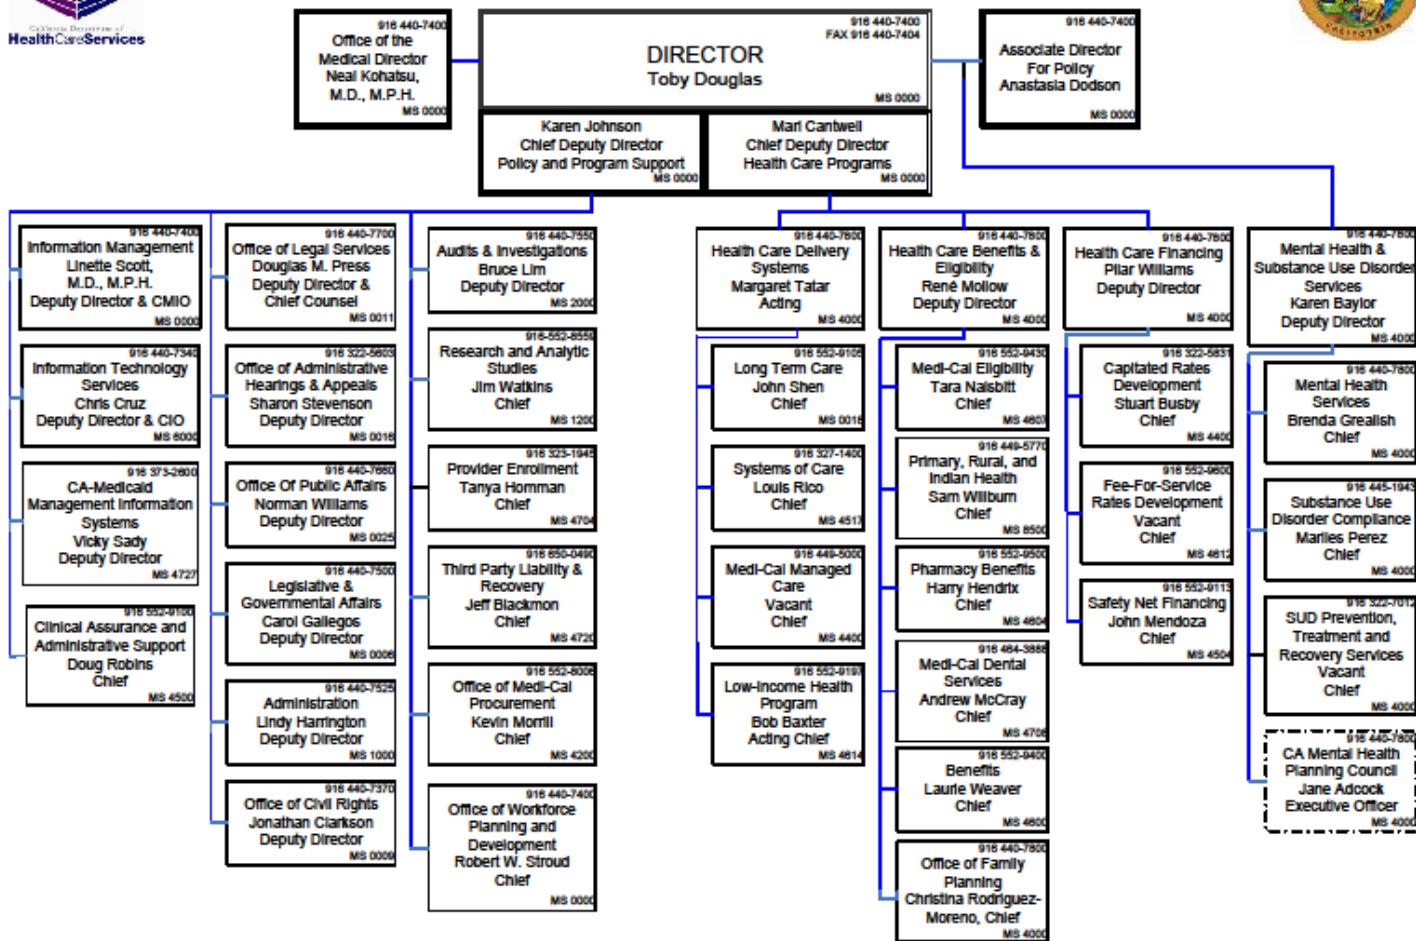 California Department of
HealthCareServices
916 440-7400
Office of the
Medical Director
Neal Kohatsu,
M.D., M.P.H.
MS 0000
916 440-7400
FAX 916 440-7404
DIRECTOR
Toby Douglas
MS 0000
916 440-7400
Associate Director
For Policy
Anastasia Dodson
MS 0000
CALIFORNIA
Karen Johnson
Chief Deputy Director
Policy and Program Support
MS 0000
Mari Cantwell
Chief Deputy Director
Health Care Programs
MS 0000
916 440-7400
Information Management
Linette Scott,
M.D., M.P.H.
Deputy Director & CMIO
MS 0000
916 440-7340
Information Technology
Services
Chris Cruz
Deputy Director & CIO
MS 6000
916 373-2600
CA-Medicaid
Management Information
Systems
Vicky Sady
Deputy Director
MS 4727
916 552-9100
Clinical Assurance and
Administrative Support
Doug Robins
Chief
MS 4500
916 440-7700
Office of Legal Services
Douglas M. Press
Deputy Director &
Chief Counsel
MS 0011
916 322-5603
Office of Administrative
Hearings & Appeals
Sharon Stevenson
Deputy Director
MS 0016
916 440-7660
Office Of Public Affairs
Norman Williams
Deputy Director
MS 0025
916 440-7500
Legislative &
Governmental Affairs
Carol Gallegos
Deputy Director
MS 0006
916 440-7525
Administration
Lindy Harrington
Deputy Director
MS 1000
916 440-7370
Office of Civil Rights
Jonathan Clarkson
Deputy Director
MS 0009
916 440-7550
Audits & Investigations
Bruce Lim
Deputy Director
MS 2000
916-552-8559
Research and Analytic
Studies
Jim Watkins
Chief
MS 1200
916 323-1945
Provider Enrollment
Tanya Homman
Chief
MS 4704
916 650-0490
Third Party Liability &
Recovery
Jeff Blackmon
Chief
MS 4720
916 552-8006
Office of Medi-Cal
Procurement
Kevin Morrill
Chief
MS 4200
916 440-7400
Office of Workforce
Planning and
Development
Robert W. Stroud
Chief
MS 0000
916 440-7800
Health Care Delivery
Systems
Margaret Tatar
Acting
MS 4000
916 552-9105
Long Term Care
John Shen
Chief
MS 0018
916 327-1400
Systems of Care
Louis Rico
Chief
MS 4517
916 449-5000
Medi-Cal Managed
Care
Vacant
Chief
MS 4400
916 552-9197
Low-Income Health
Program
Bob Baxter
Acting Chief
MS 4614
916 440-7800
Health Care Benefits &
Eligibility
René Mollow
Deputy Director
MS 4000
916 552-9430
Medi-Cal Eligibility
Tara Naisbitt
Chief
MS 4607
916 449-5770
Primary, Rural, and
Indian Health
Sam Willburn
Chief
MS 8500
916 552-9500
Pharmacy Benefits
Harry Hendrix
Chief
MS 4604
916 464-3888
Medi-Cal Dental
Services
Andrew McCray
Chief
MS 4708
916 552-9400
Benefits
Laurie Weaver
Chief
MS 4600
916 440-7800
Office of Family
Planning
Christina Rodriguez-
Moreno, Chief
MS 4000
916 440-7800
Health Care Financing
Pilar Williams
Deputy Director
MS 4000
916 322-5831
Capitated Rates
Development
Stuart Busby
Chief
MS 4400
916 552-9600
Fee-For-Service
Rates Development
Vacant
Chief
MS 4612
916 552-9113
Safety Net Financing
John Mendoza
Chief
MS 4504
916 440-7800
Mental Health &
Substance Use Disorder
Services
Karen Baylor
Deputy Director
MS 4000
916 440-7800
Mental Health
Services
Brenda Grealish
Chief
MS 4000
916 445-1943
Substance Use
Disorder Compliance
Marlies Perez
Chief
MS 4000
916 322-7012
SUD Prevention,
Treatment and
Recovery Services
Vacant
Chief
MS 4000
916 440-7800
CA Mental Health
Planning Council
Jane Adcock
Executive Officer
MS 4000